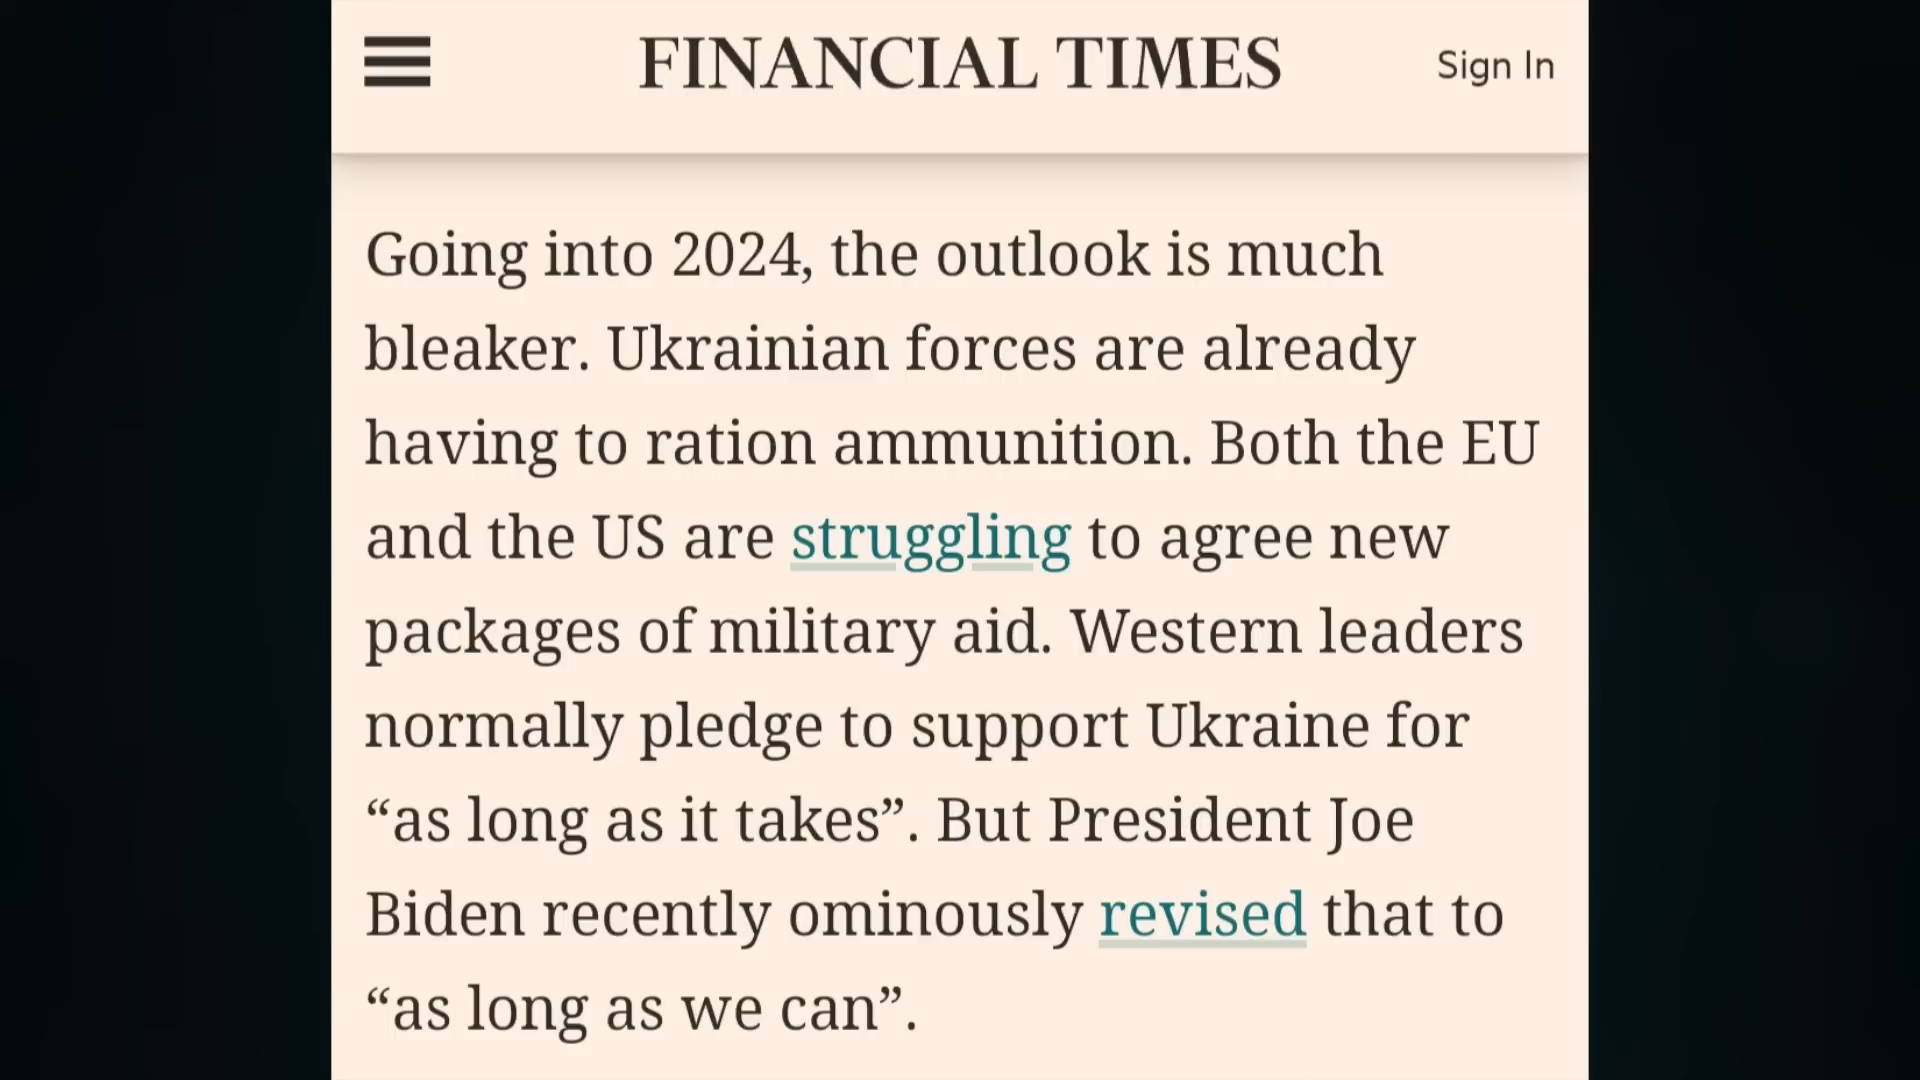 FINANCIAL TIMES
Sign In
Going into 2024, the outlook is much
bleaker. Ukrainian forces are already
having to ration ammunition. Both the EU
and the US are struggling to agree new
packages of military aid. Western leaders
normally pledge to support Ukraine for
“as long as it takes”. But President Joe
Biden recently ominously revised that to
“as long as we can”.